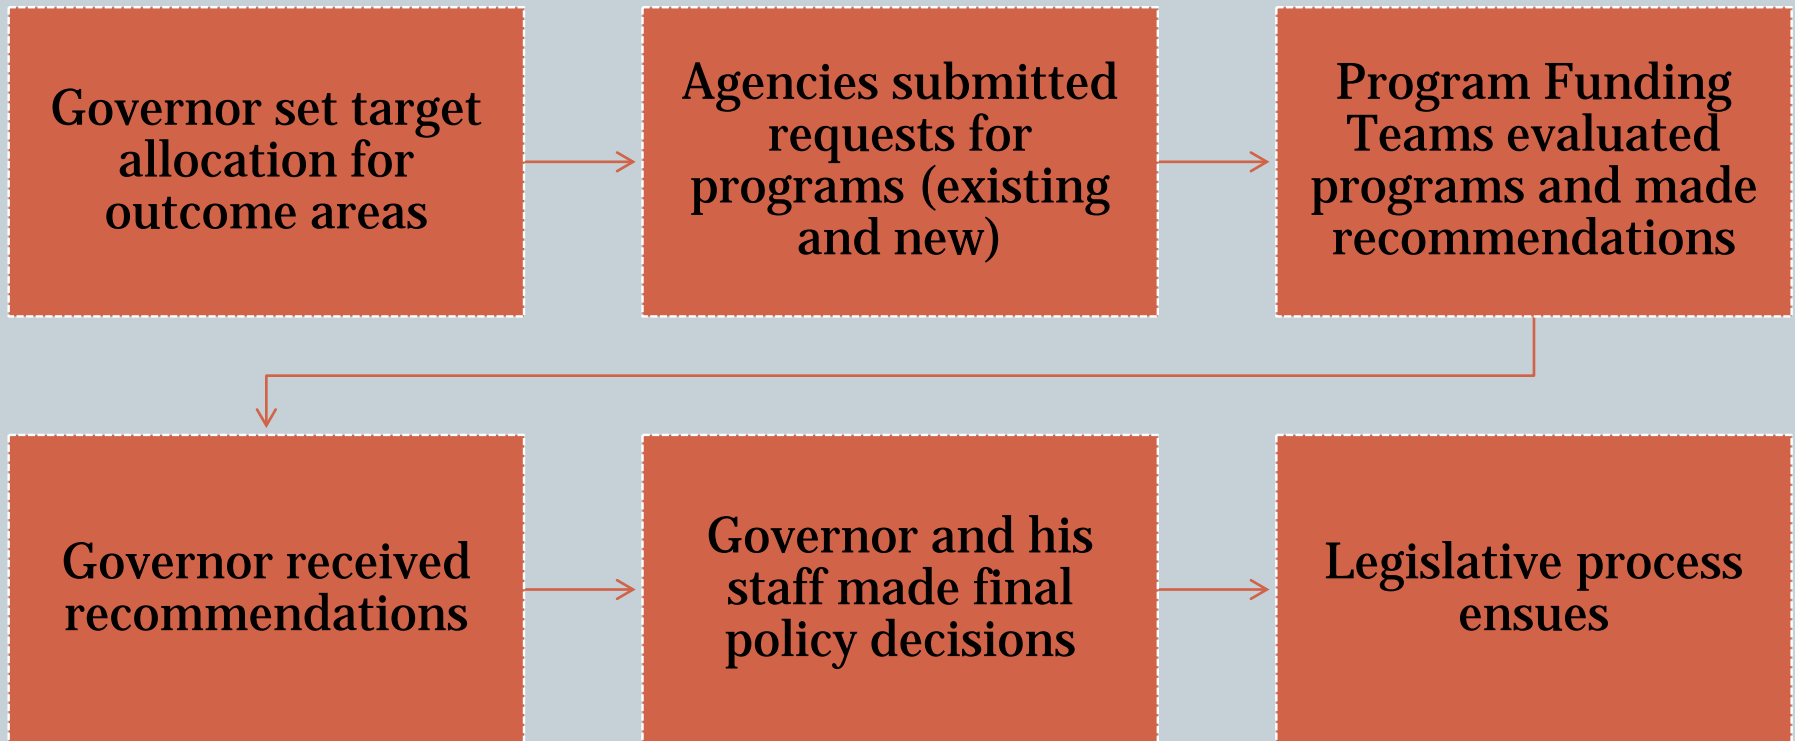 Governor set target
allocation for
outcome areas
Agencies submitted
requests for
programs (existing
and new)
Program Funding
Teams evaluated
programs and made
recommendations
Governor received
recommendations
Governor and his
staff made final
policy decisions
Legislative process
ensues